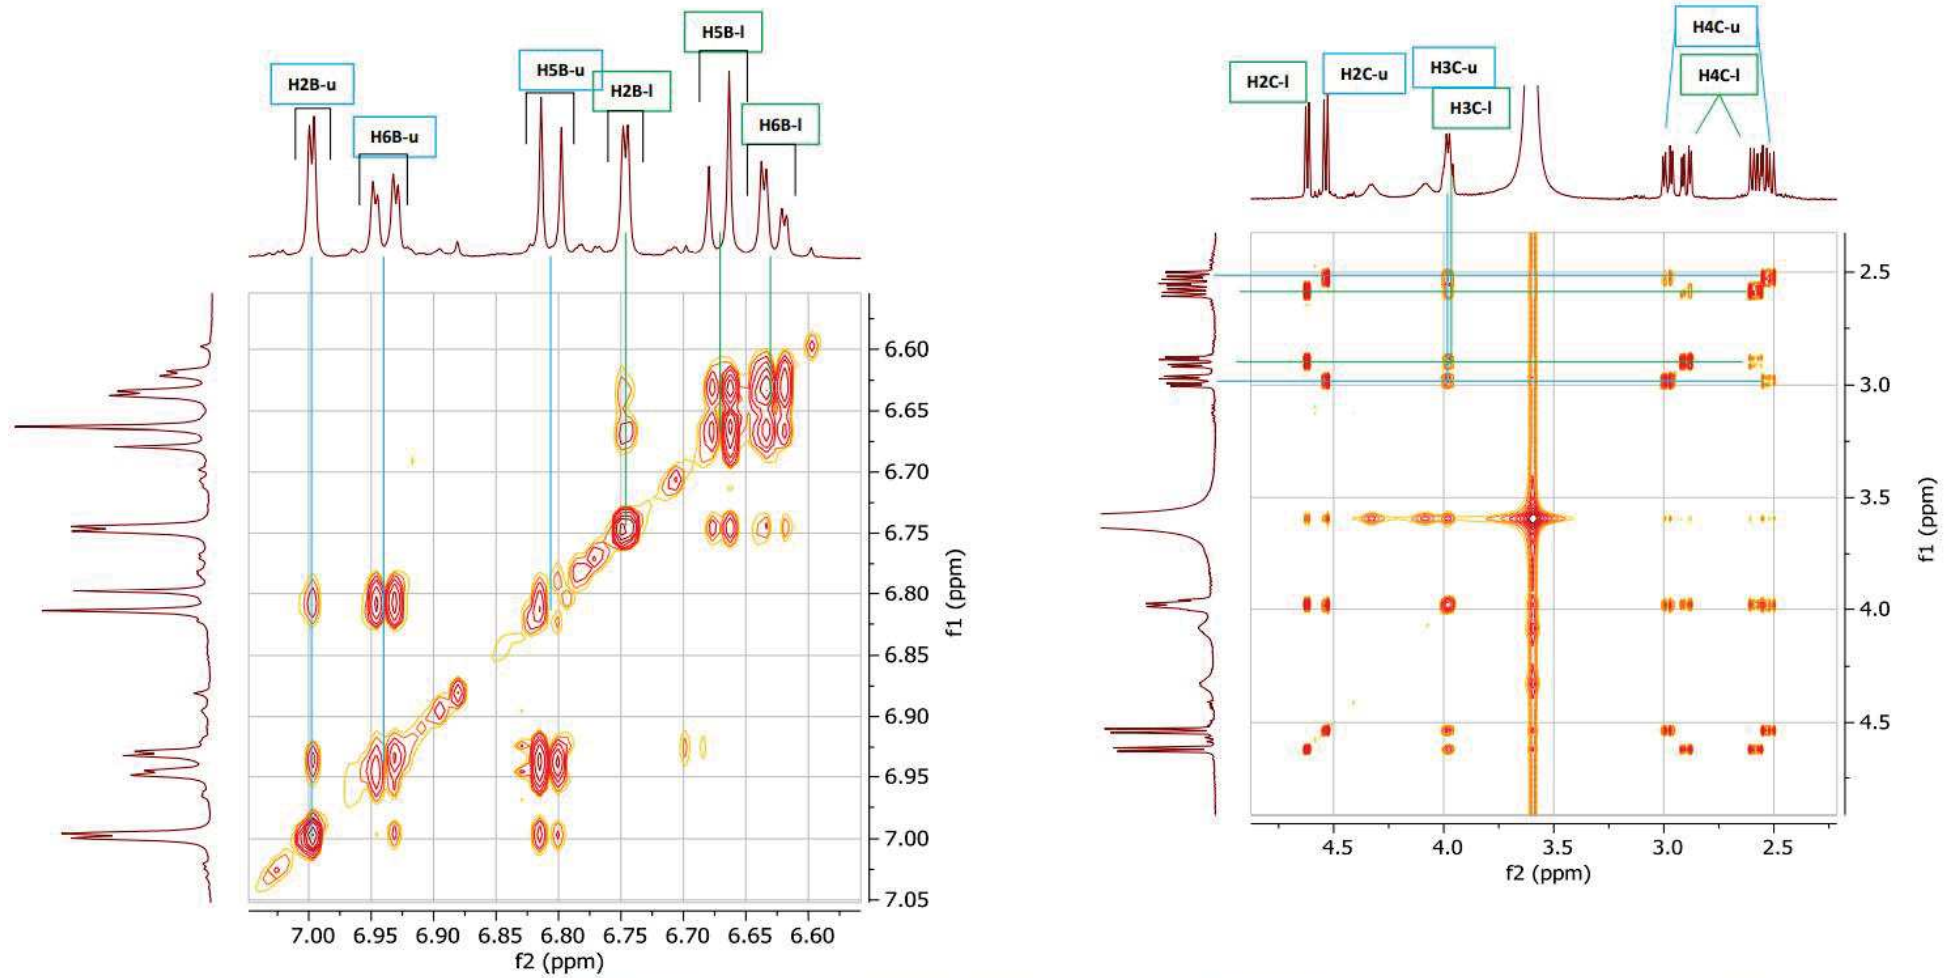 H2B-u
H6B-u
H5B-u
H2B-l
H5B-l
H6B-l
6.60
6.65
6.70
6.75
6.80
6.85
6.90
6.95
7.00
7.05
f1 (ppm)
7.00 6.95 6.90 6.85 6.80 6.75 6.70 6.65 6.60
f2 (ppm)
H4C-u
H2C-l
H2C-u
H3C-u
H4C-l
H3C-l
2.5
3.0
3.5
4.0
4.5
f1 (ppm)
4.5 4.0 3.5 3.0 2.5
f2 (ppm)